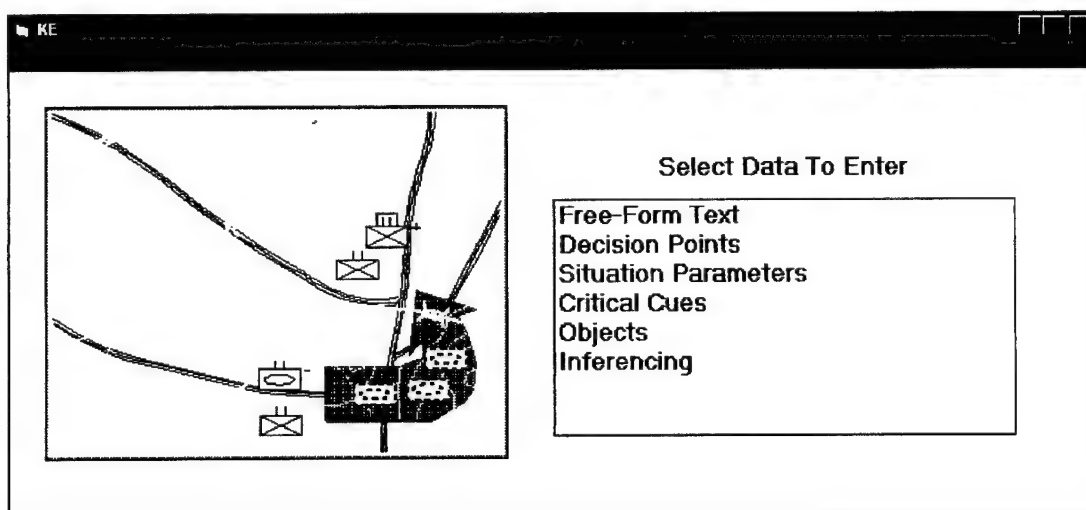 KE
Select Data To Enter
Free-Form Text
Decision Points
Situation Parameters
Critical Cues
Objects
Inferencing